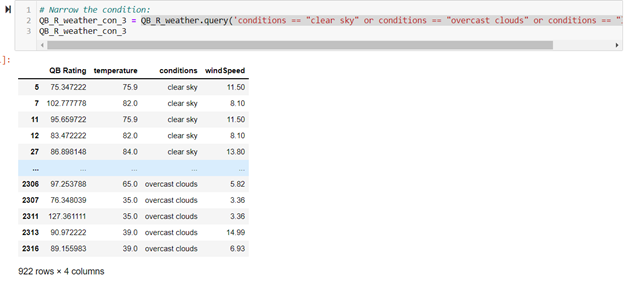 1 # Narrow the condition:
2 QB_R_weather_con_3 = QB_R_weather.query('conditions == "clear sky" or conditions == "overcast clouds" or conditions == "
3 QB_R_weather_con_3
]:
QB Rating temperature conditions windSpeed
5 75.347222 75.9 clear sky 11.50
7 102.777778 82.0 clear sky 8.10
11 95.659722 75.9 clear sky 11.50
12 83.472222 82.0 clear sky 8.10
27 86.898148 84.0 clear sky 13.80
... ... ... ... ...
2306 97.253788 65.0 overcast clouds 5.82
2307 76.348039 35.0 overcast clouds 3.36
2311 127.361111 35.0 overcast clouds 3.36
2313 90.972222 39.0 overcast clouds 14.99
2316 89.155983 39.0 overcast clouds 6.93
922 rows × 4 columns